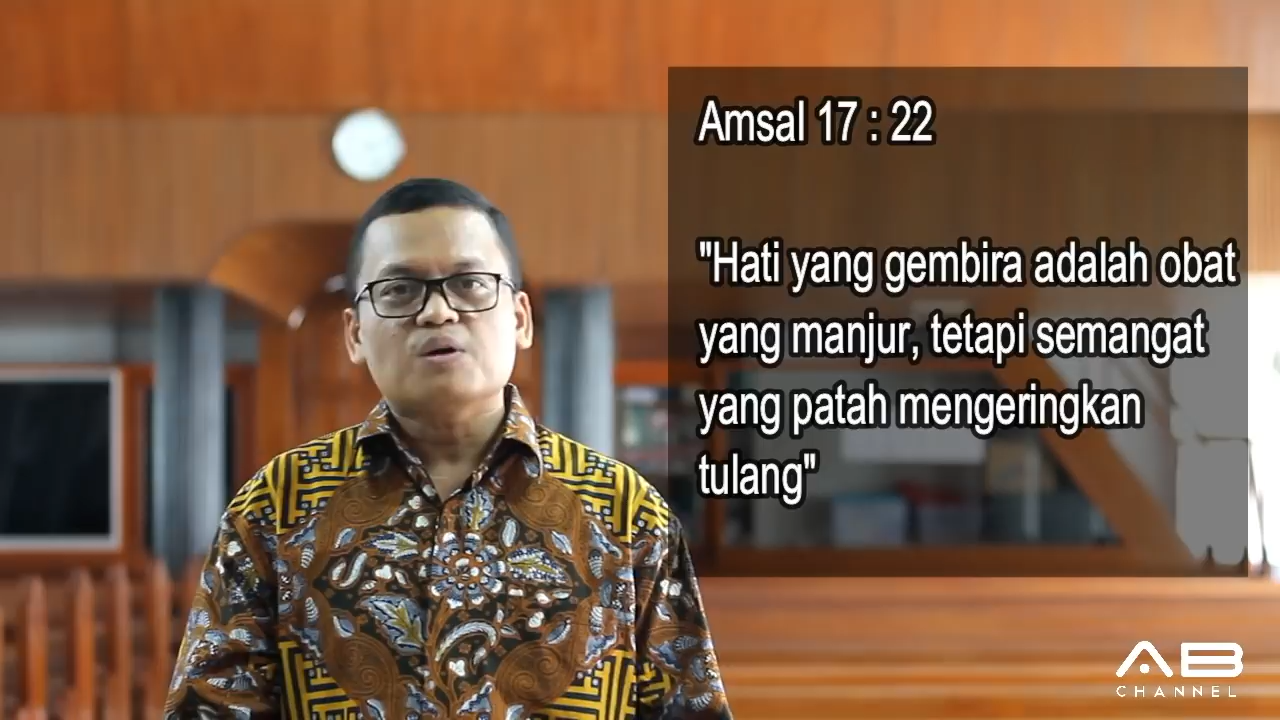 Amsal 17 : 22
"Hati yang gembira adalah obat
yang manjur, tetapi semangat
yang patah mengeringkan
tulang"
AB
CHANNEL